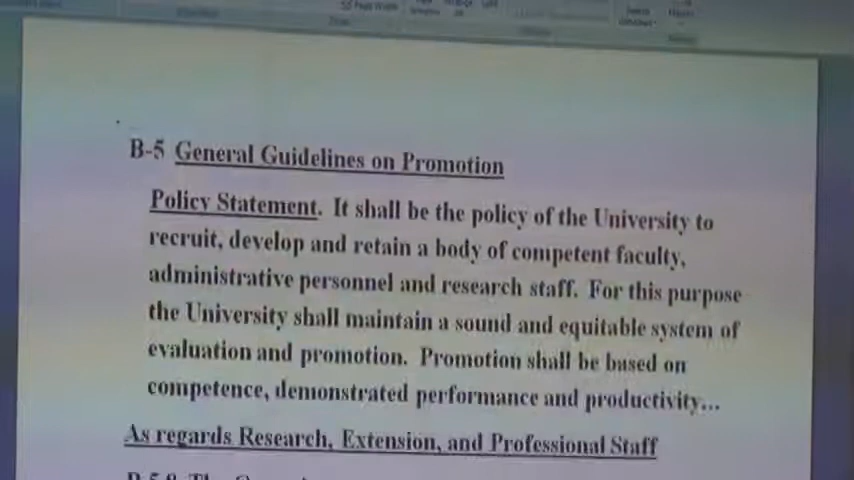 B-5 General Guidelines on Promotion
Policy Statement. It shall be the policy of the University to
recruit, develop and retain a body of competent faculty,
administrative personnel and research staff. For this purpose
the University shall maintain a sound and equitable system of
evaluation and promotion. Promotion shall be based on
competence, demonstrated performance and productivity...
As regards Research, Extension, and Professional Staff